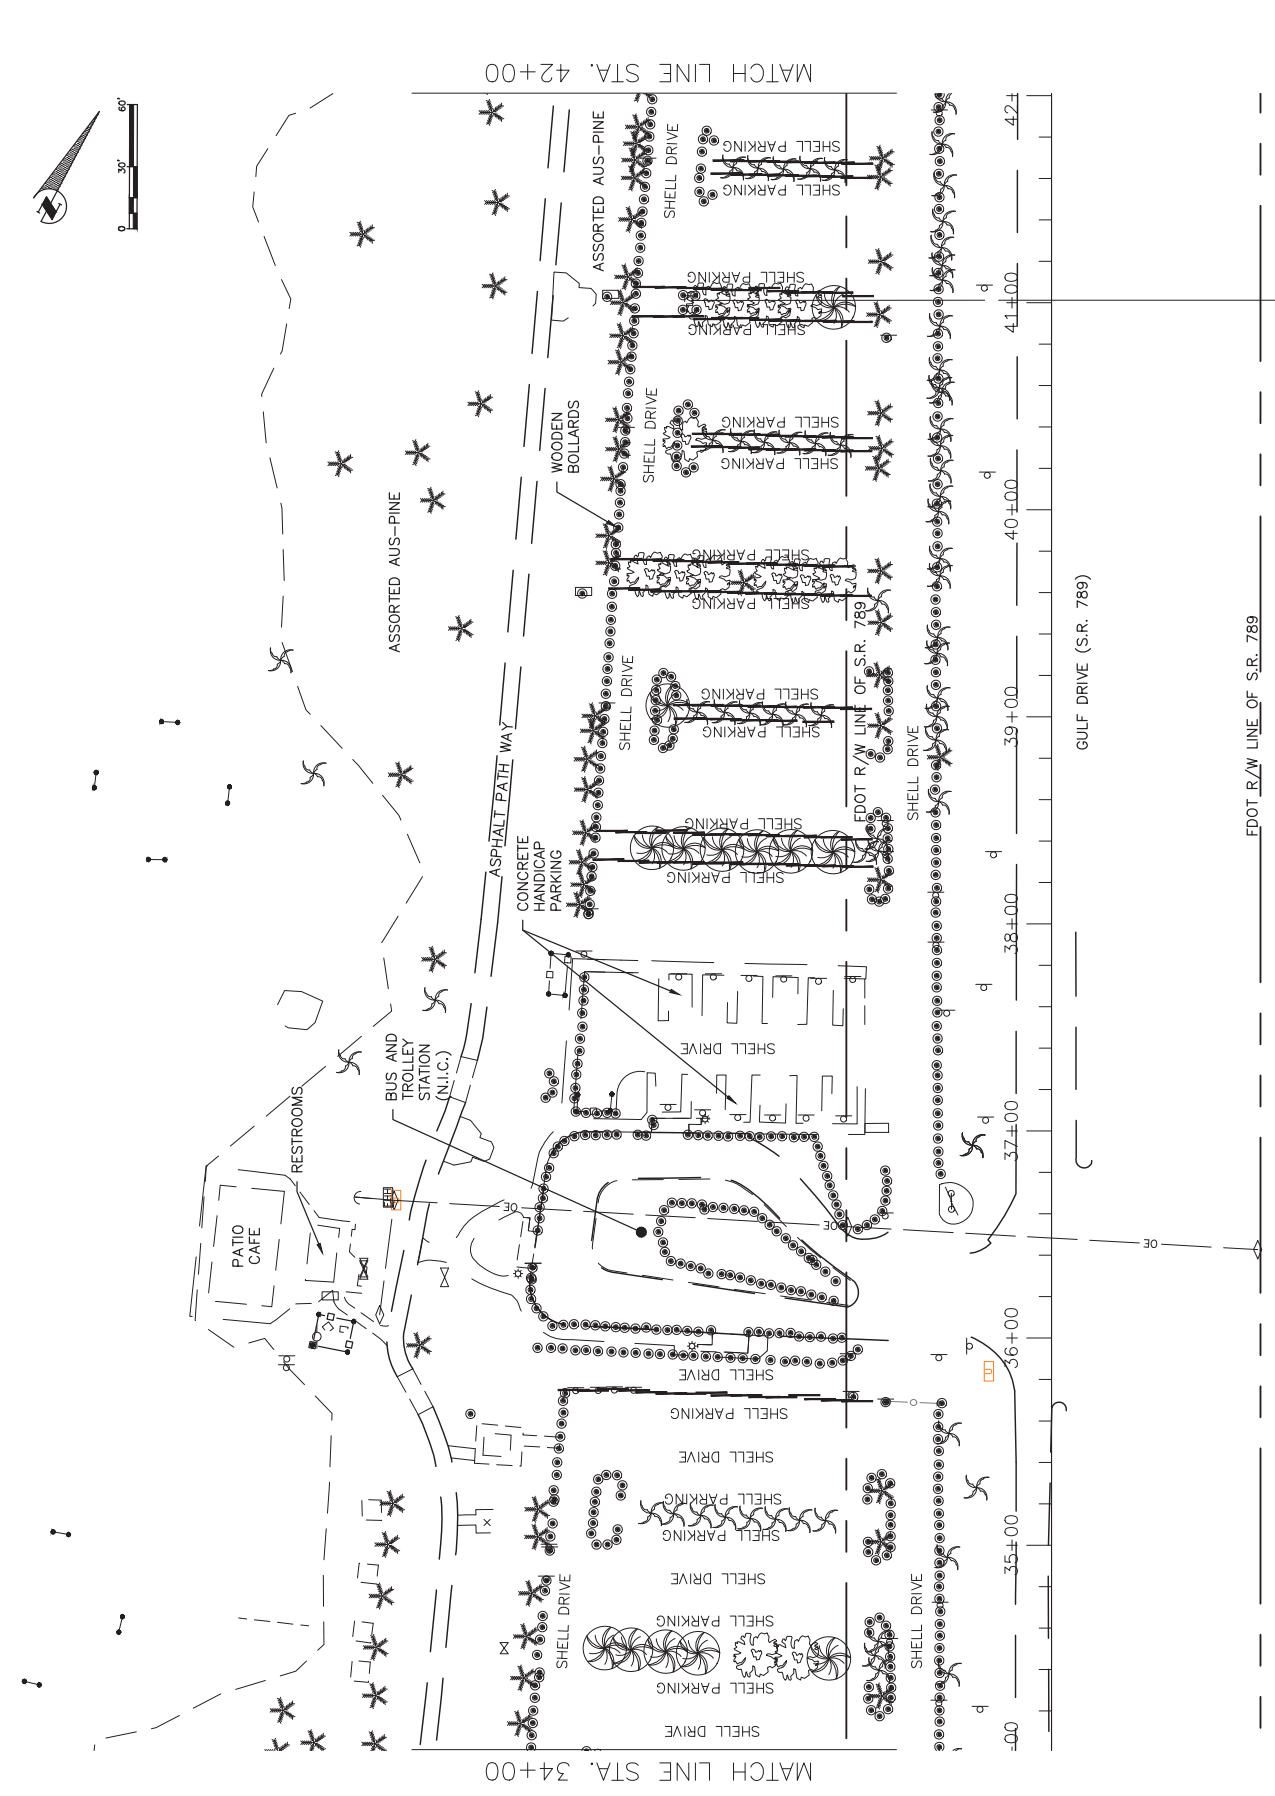 MATCH LINE STA. 42+00
0
30'
60'
N
ASSORTED AUS-PINE
SHELL DRIVE
SHELL PARKING
SHELL PARKING
42+
SHELL PARKING
SHELL PARKING
41+00
WOODEN
BOLLARDS
SHELL DRIVE
SHELL PARKING
SHELL PARKING
ASSORTED AUS-PINE
40+00
SHELL PARKING
SHELL PARKING
FDOT R/W LINE OF S.R. 789
GULF DRIVE (S.R. 789)
FDOT R/W LINE OF S.R. 789
SHELL DRIVE
SHELL PARKING
SHELL PARKING
39+00
ASPHALT PATH WAY
SHELL DRIVE
SHELL PARKING
SHELL PARKING
CONCRETE
HANDICAP
PARKING
38+00
SHELL DRIVE
BUS AND
TROLLEY
STATION
(N.I.C.)
RESTROOMS
37+00
PATIO
CAFE
OE
OE
OE
36+00
SHELL DRIVE
SHELL PARKING
SHELL DRIVE
SHELL PARKING
SHELL PARKING
35+00
SHELL DRIVE
SHELL DRIVE
SHELL DRIVE
SHELL PARKING
SHELL PARKING
SHELL DRIVE
+00
MATCH LINE STA. 34+00